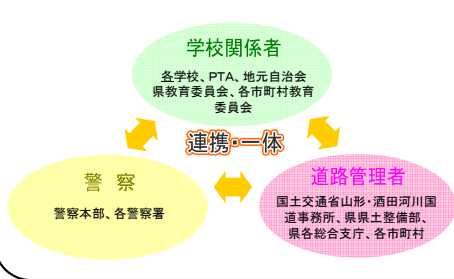 学校関係者
各学校、PTA、地元自治会
県教育委員会、各市町村教育
委員会
連携・一体
警 察
警察本部、各警察署
道路管理者
国土交通省山形・酒田河川国
道事務所、県県土整備部、
県各総合支庁、各市町村